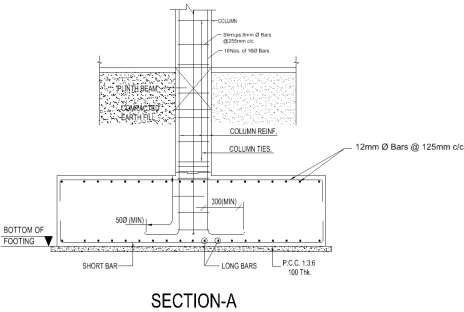 COLUMN
Stirrups 8mm Ø Bars
@255mm c/c.
16Nos. of 16Ø Bars
PLINTH BEAM
COMPACTED
EARTH FILL
COLUMN REINF.
COLUMN TIES.
12mm Ø Bars @ 125mm c/c
300(MIN)
50Ø (MIN)
BOTTOM OF
FOOTING
SHORT BAR
LONG BARS
P.C.C. 1:3:6
100 Thk.
SECTION-A